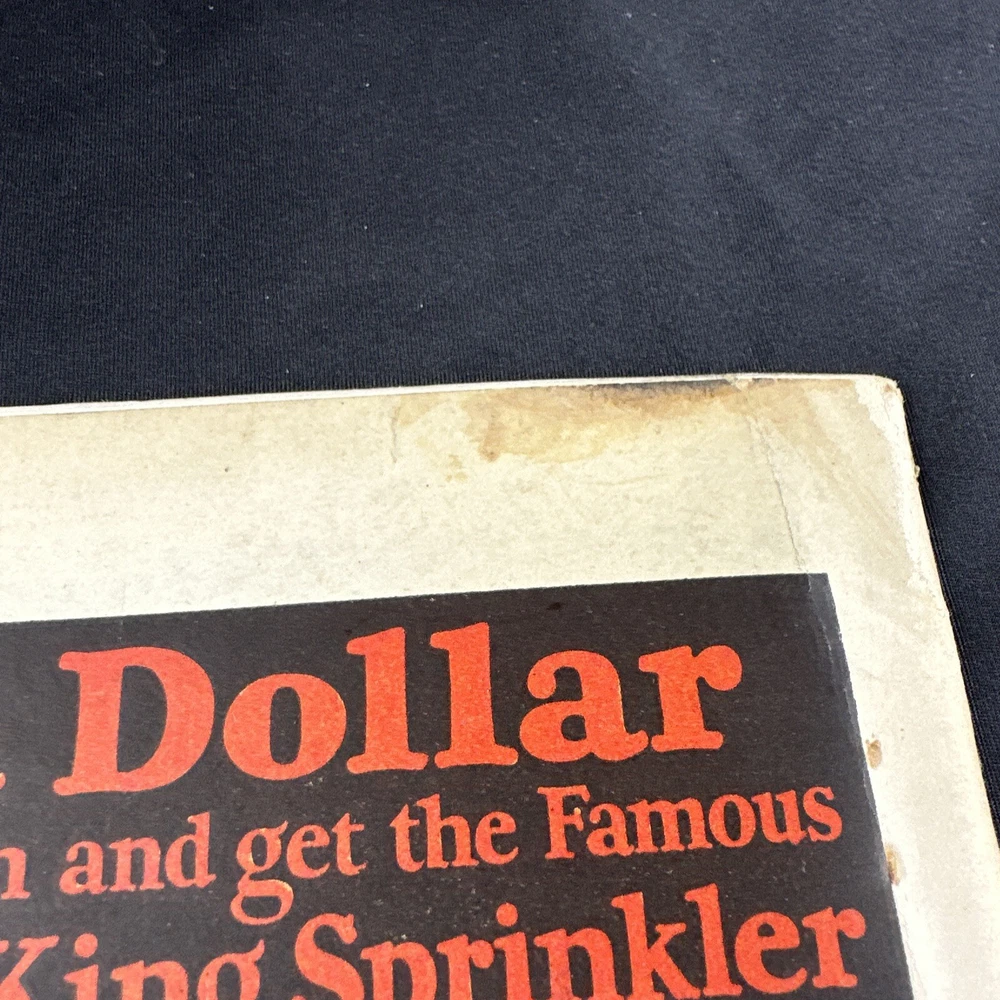 Dollar
and get the Famous
King Sprinkler